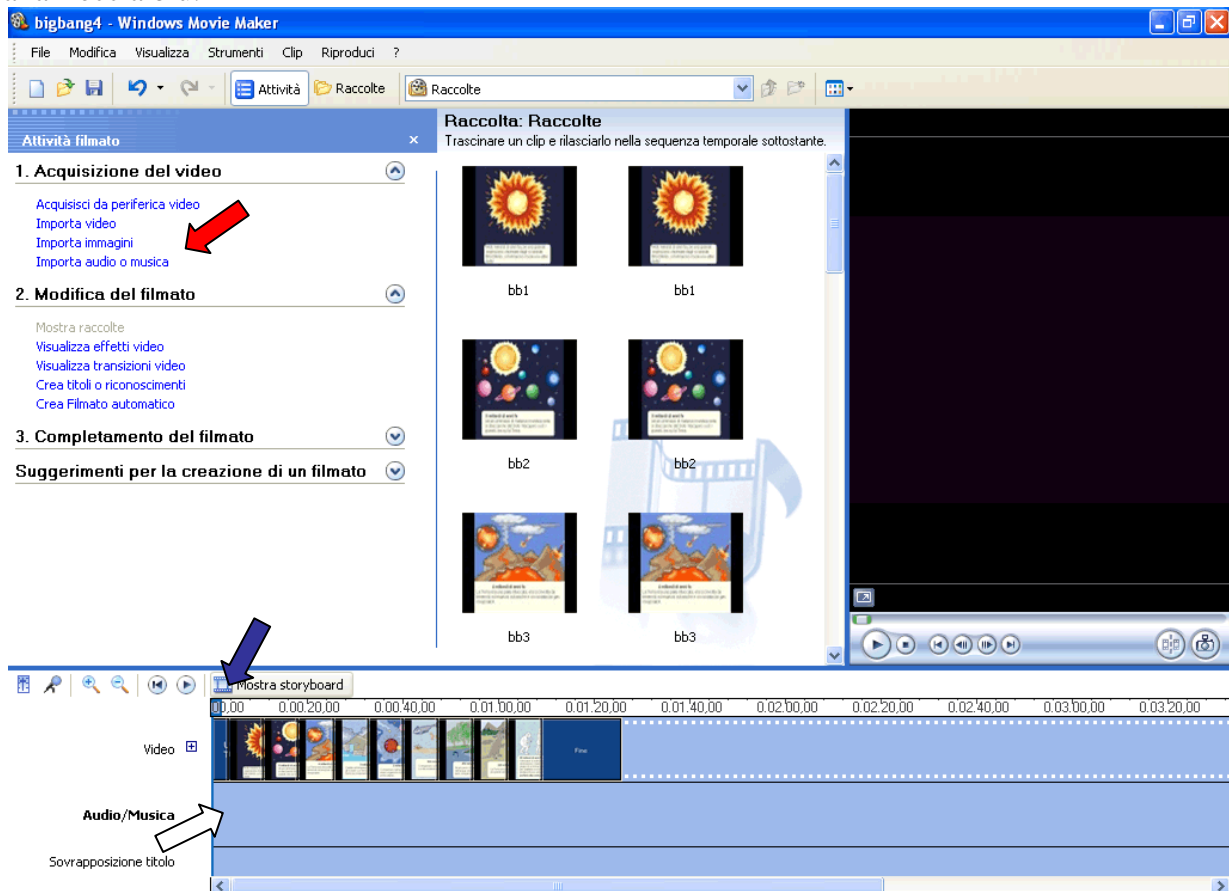 bigbang4 - Windows Movie Maker
File Modifica Visualizza Strumenti Clip Riproduci ?
Attività Raccolte Raccolte
Attività filmato
1. Acquisizione del video
Acquisisci da periferica video
Importa video
Importa immagini
Importa audio o musica
2. Modifica del filmato
Mostra raccolte
Visualizza effetti video
Visualizza transizioni video
Crea titoli o riconoscimenti
Crea Filmato automatico
3. Completamento del filmato
Suggerimenti per la creazione di un filmato
Raccolta: Raccolte
Trascinare un clip e rilasciarlo nella sequenza temporale sottostante.
bb1 bb1
bb2 bb2
bb3 bb3
Mostra storyboard
0.00.20,00 0.00.40,00 0.01.00,00 0.01.20,00 0.01.40,00 0.02.00,00 0.02.20,00 0.02.40,00 0.03.00,00 0.03.20,00
Video
Fine
Audio/Musica
Sovrapposizione titolo